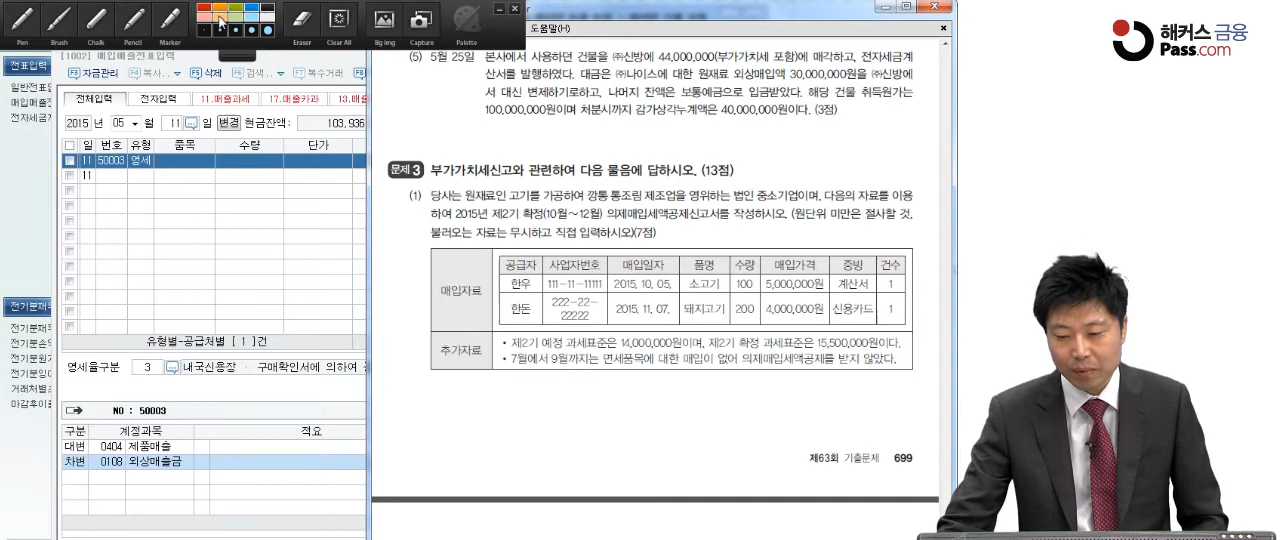 Pen Brush Chalk Pencil Marker Eraser Clear All Bg img Capture Palette
도움말(H)
해커스 금융
Pass.com
전표입력
일반전표입
매입매출전
전자세금겨
전기분재무
전기분재무
전기분손익
전기분원기
전기분잉여
거래처별초
마감후이월
[1002] 매입매출전표입력
F3 자금관리 F4 복사.. F5 삭제 F6 검색.. F7 복수거래
전체입력 전자입력 11.매출과세 17.매출카과 13.매출
2015 년 05 월 11 일 변경 현금잔액: 103,936
일 번호 유형 품목 수량 단가
11 50003 영세
11
유형별-공급처별 [ 1 ]건
영세율구분 3 내국신용장 · 구매확인서에 의하여 공
NO : 50003
구분 계정과목 적요
대변 0404 제품매출
차변 0108 외상매출금
(5) 5월 25일 본사에서 사용하던 건물을 ㈜신방에 44,000,000(부가가치세 포함)에 매각하고, 전자세금계
산서를 발행하였다. 대금은 ㈜나이스에 대한 원재료 외상매입액 30,000,000원을 ㈜신방에
서 대신 변제하기로하고, 나머지 잔액은 보통예금으로 입금받았다. 해당 건물 취득원가는
100,000,000원이며 처분시까지 감가상각누계액은 40,000,000원이다. (3점)
문제3 부가가치세신고와 관련하여 다음 물음에 답하시오. (13점)
(1) 당사는 원재료인 고기를 가공하여 깡통 통조림 제조업을 영위하는 법인 중소기업이며, 다음의 자료를 이용
하여 2015년 제2기 확정(10월～12월) 의제매입세액공제신고서를 작성하시오. (원단위 미만은 절사할 것,
불러오는 자료는 무시하고 직접 입력하시오)(7점)
매입자료
공급자 사업자번호 매입일자 품명 수량 매입가격 증빙 건수
한우 111-11-11111 2015. 10. 05. 소고기 100 5,000,000원 계산서 1
한돈 222-22-22222 2015. 11. 07. 돼지고기 200 4,000,000원 신용카드 1
추가자료
• 제2기 예정 과세표준은 14,000,000원이며, 제2기 확정 과세표준은 15,500,000원이다.
• 7월에서 9월까지는 면세품목에 대한 매입이 없어 의제매입세액공제를 받지 않았다.
제63회 기출문제 699